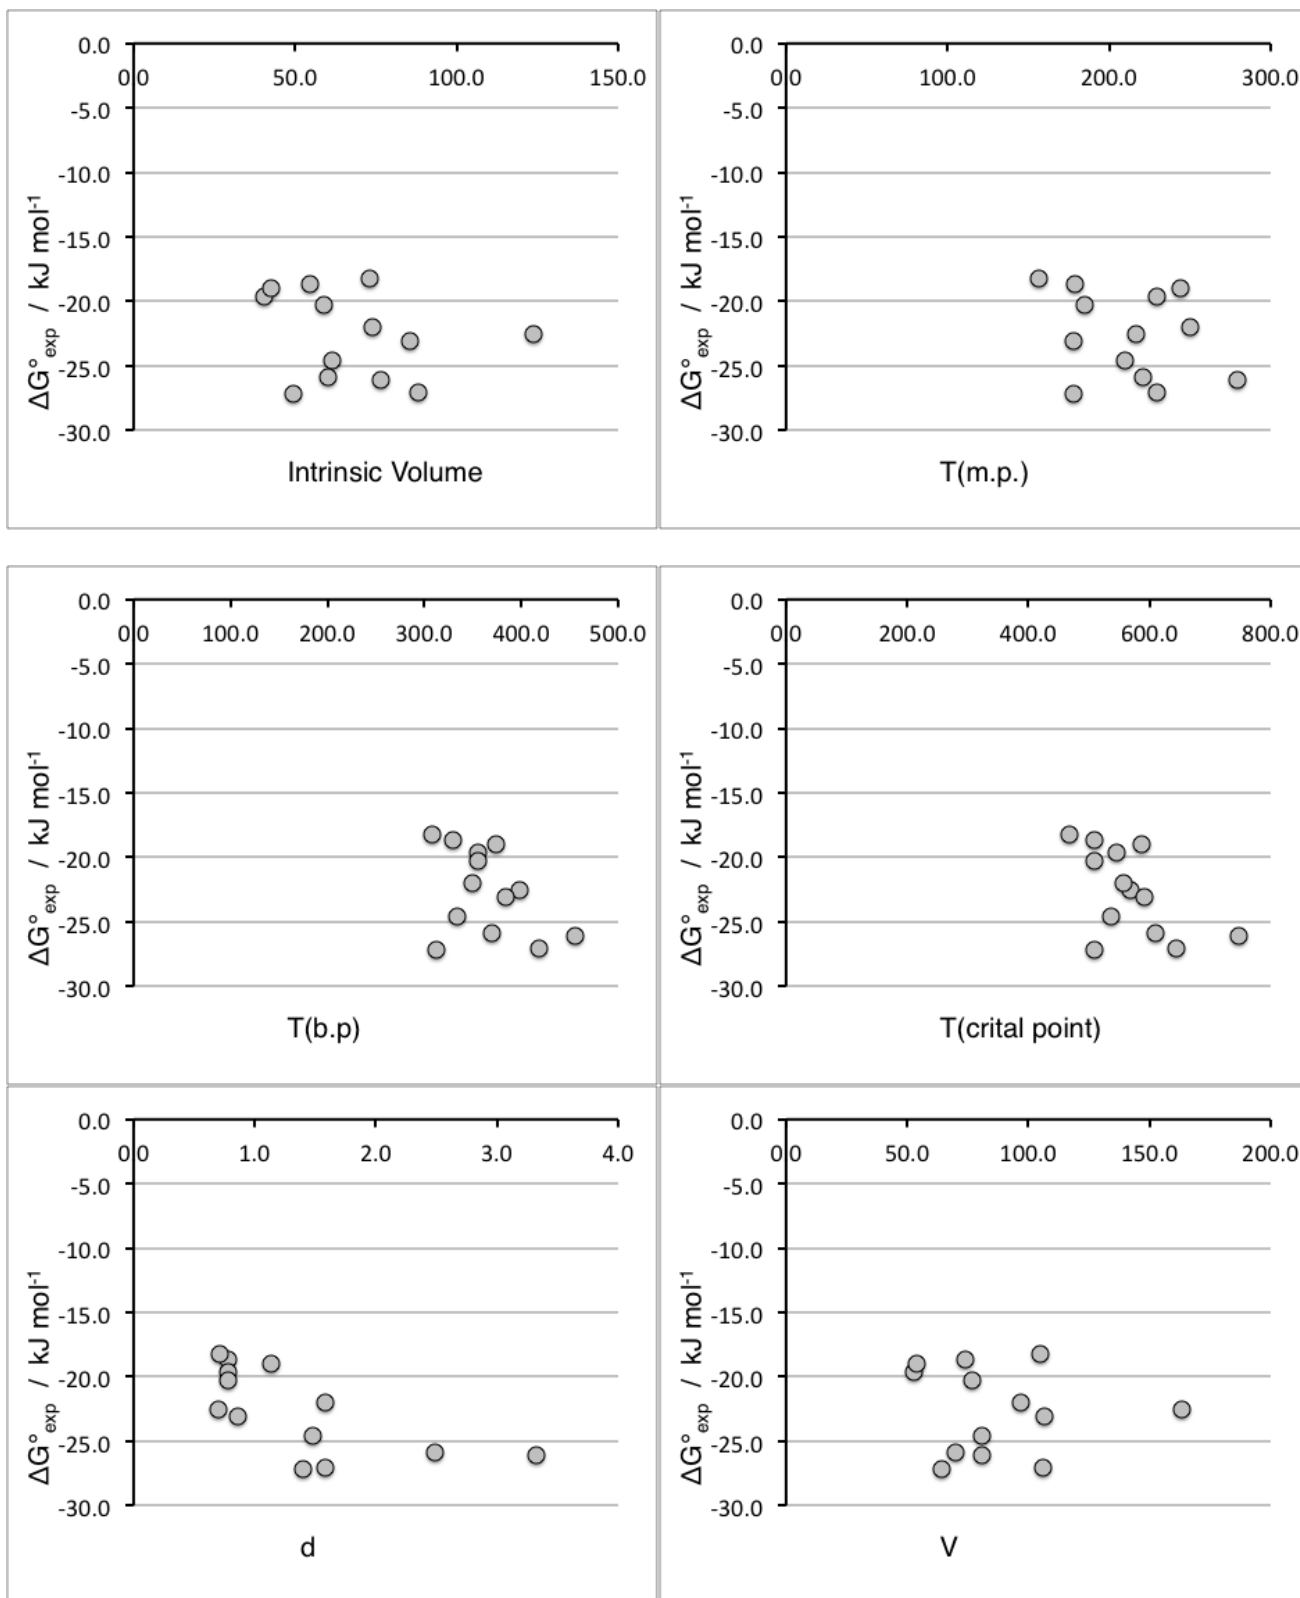 0.0
0.0 50.0 100.0 150.0
-5.0
-10.0
-15.0
-20.0
-25.0
-30.0
ΔG°exp / kJ mol-1
Intrinsic Volume
0.0
0.0 100.0 200.0 300.0
-5.0
-10.0
-15.0
-20.0
-25.0
-30.0
ΔG°exp / kJ mol-1
T(m.p.)
0.0
0.0 100.0 200.0 300.0 400.0 500.0
-5.0
-10.0
-15.0
-20.0
-25.0
-30.0
ΔG°exp / kJ mol-1
T(b.p)
0.0
0.0 200.0 400.0 600.0 800.0
-5.0
-10.0
-15.0
-20.0
-25.0
-30.0
ΔG°exp / kJ mol-1
T(crital point)
0.0
0.0 1.0 2.0 3.0 4.0
-5.0
-10.0
-15.0
-20.0
-25.0
-30.0
ΔG°exp / kJ mol-1
d
0.0
0.0 50.0 100.0 150.0 200.0
-5.0
-10.0
-15.0
-20.0
-25.0
-30.0
ΔG°exp / kJ mol-1
V